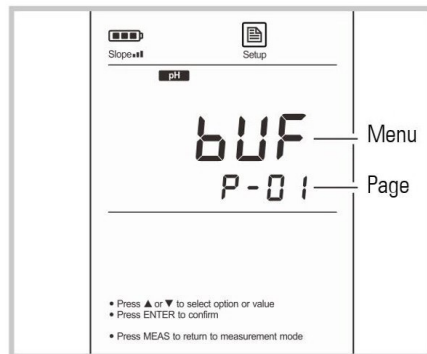 Slope
Setup
pH
bUF
Menu
P-01
Page
• Press ▲ or ▼ to select option or value
• Press ENTER to confirm
• Press MEAS to return to measurement mode